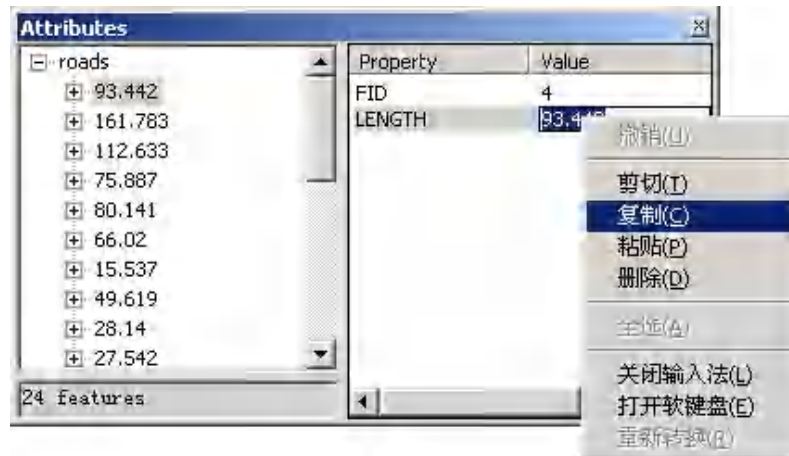 Attributes
roads
93.442
161.783
112.633
75.887
80.141
66.02
15.537
49.619
28.14
27.542
24 features
Property Value
FID 4
LENGTH
撤销(U)
剪切(T)
复制(C)
粘贴(P)
删除(D)
全选(A)
关闭输入法(L)
打开软键盘(E)
重新转换(R)